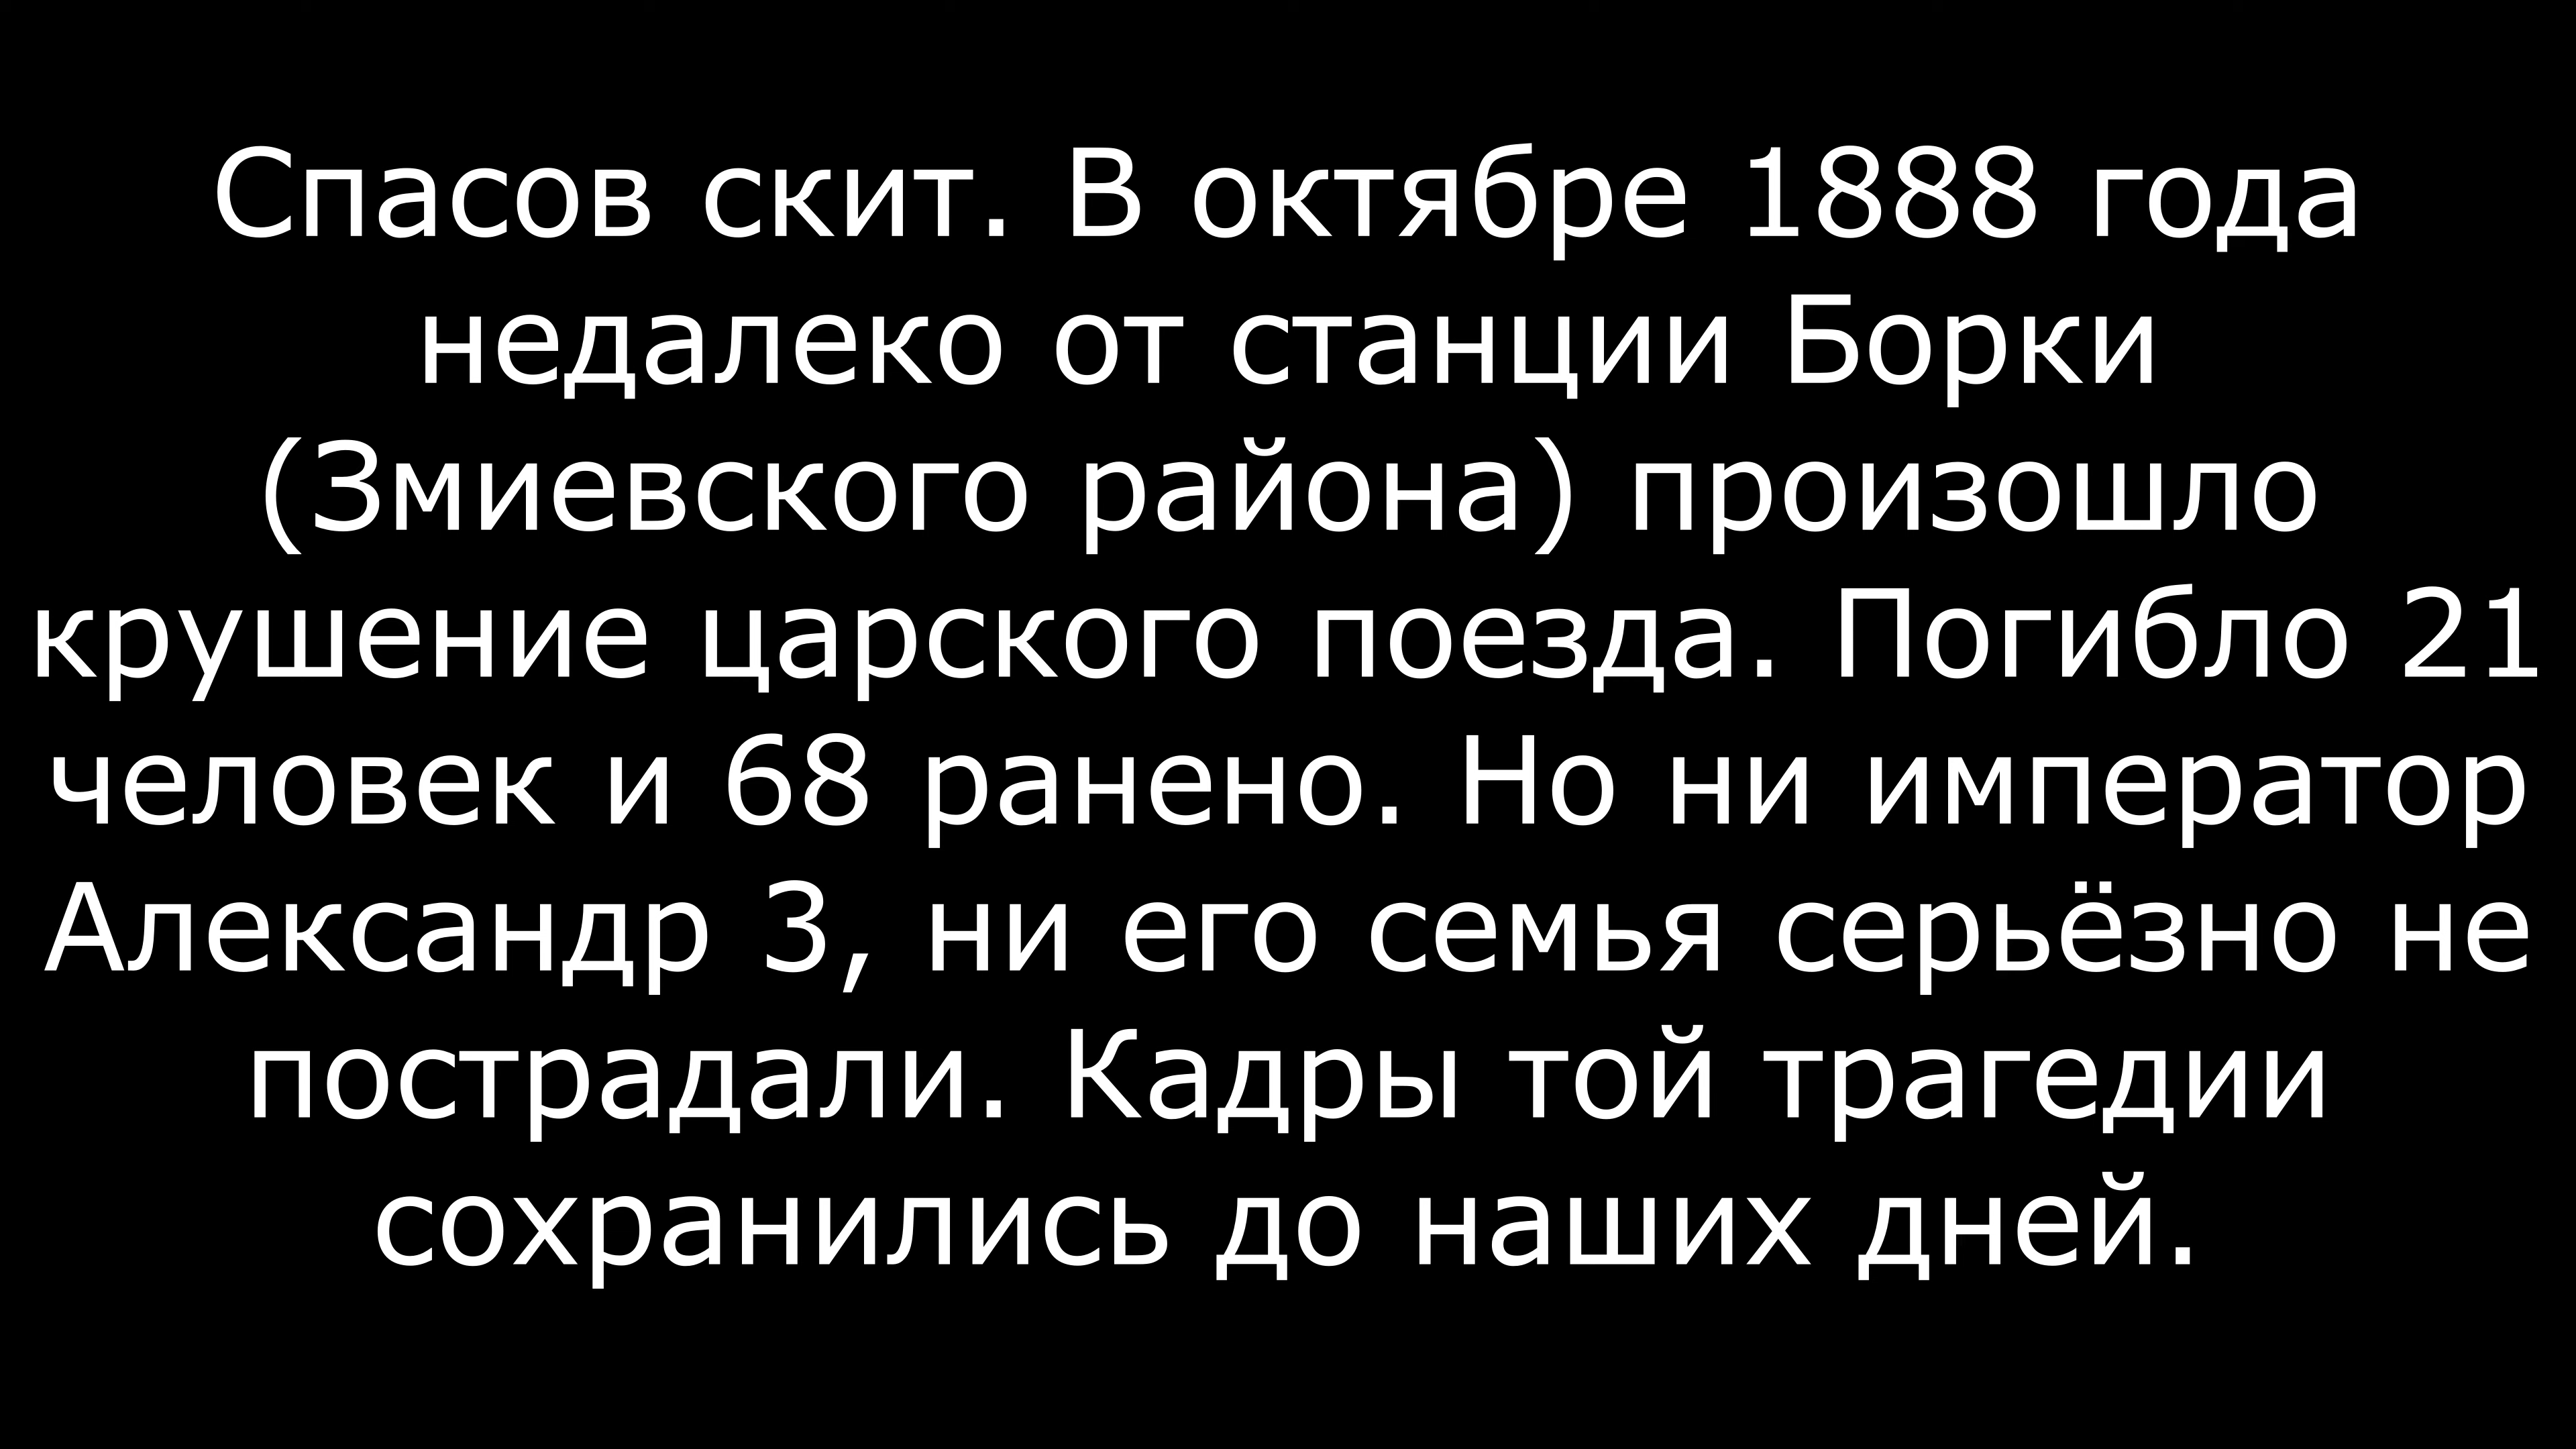 Спасов скит. В октябре 1888 года
недалеко от станции Борки
(Змиевского района) произошло
крушение царского поезда. Погибло 21
человек и 68 ранено. Но ни император
Александр 3, ни его семья серьёзно не
пострадали. Кадры той трагедии
сохранились до наших дней.